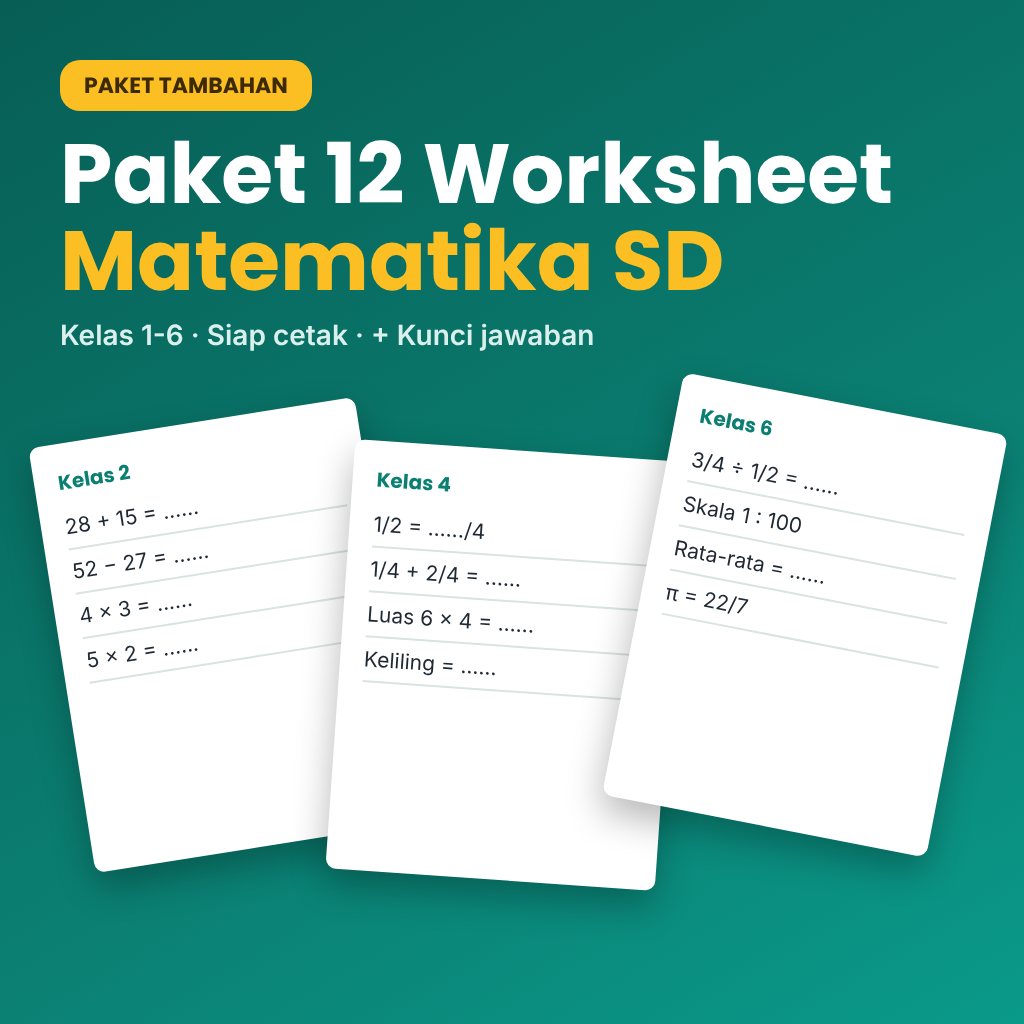 PAKET TAMBAHAN
Paket 12 Worksheet
Matematika SD
Kelas 1-6 · Siap cetak · + Kunci jawaban
Kelas 2
28 + 15 = ......
52 − 27 = ......
4 × 3 = ......
5 × 2 = ......
Kelas 4
1/2 = ....../4
1/4 + 2/4 = ......
Luas 6 × 4 = ......
Keliling = ......
Kelas 6
3/4 ÷ 1/2 = ......
Skala 1 : 100
Rata-rata = ......
π = 22/7